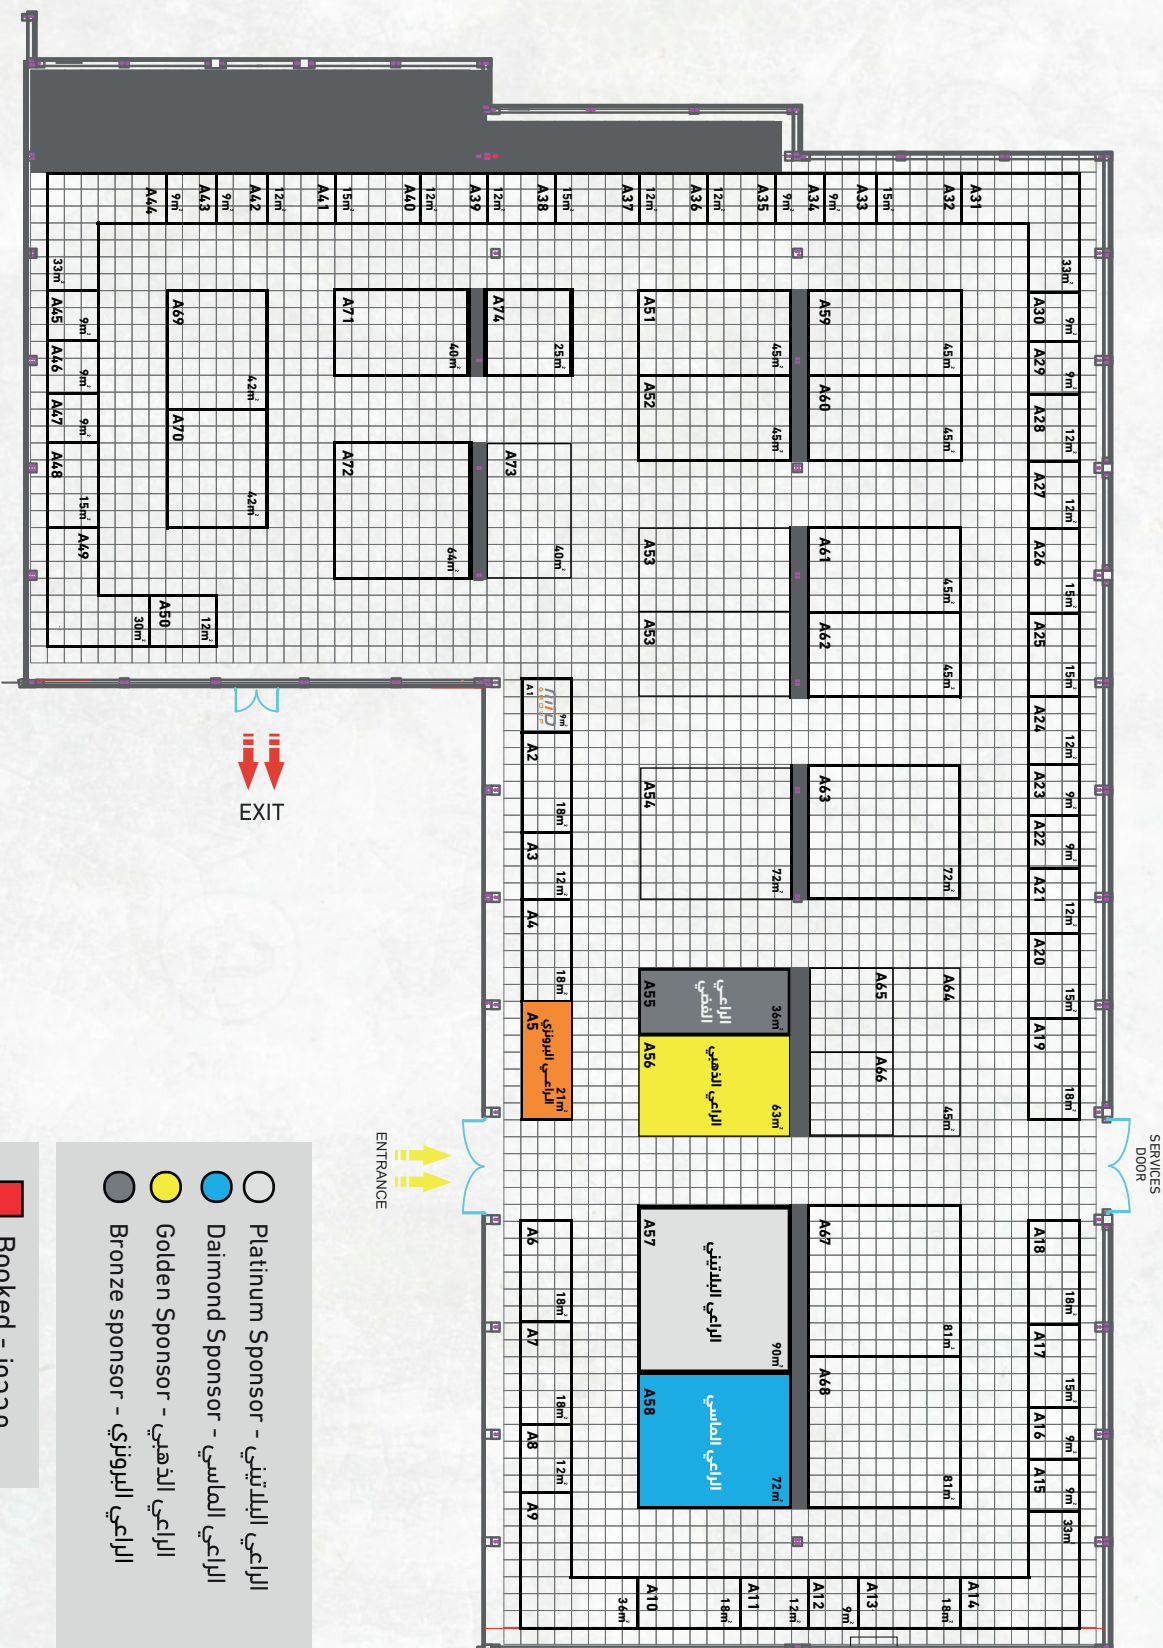 A44
9m²
A43
9m²
A42
12m²
A41
15m²
A40
12m²
A39
12m²
A38
15m²
A37
12m²
A36
12m²
A35
9m²
A34
9m²
A33
15m²
A32
A31
33m²
33m²
A45
9m²
A46
9m²
A47
9m²
A48
15m²
A49
30m²
A50
12m²
A69
42m²
A70
42m²
A71
40m²
A74
25m²
A72
64m²
A73
40m²
A51
45m²
A52
45m²
A59
45m²
A60
45m²
A53
A53
A61
45m²
A62
45m²
A54
72m²
A63
72m²
A30
9m²
A29
9m²
A28
12m²
A27
12m²
A26
15m²
A25
15m²
A24
12m²
A23
9m²
A22
9m²
A21
12m²
A20
15m²
A19
18m²
A1
9m²
GROUP
A2
18m²
A3
12m²
A4
18m²
A5
الراعي البرونزي
21m²
EXIT
A55
الراعي
الفضي
36m²
A56
الراعي الذهبي
63m²
A65
A64
A66
45m²
ENTRANCE
SERVICES
DOOR
A6
18m²
A7
18m²
A8
12m²
A9
36m²
A57
الراعي البلاتيني
90m²
A58
الراعي الماسي
72m²
A67
81m²
A68
81m²
A18
18m²
A17
15m²
A16
9m²
A15
9m²
33m²
A10
18m²
A11
12m²
A12
9m²
A13
18m²
A14
Platinum Sponsor - الراعي البلاتيني
Daimond Sponsor - الراعي الماسي
Golden Sponsor - الراعي الذهبي
Bronze sponsor - الراعي البرونزي
Booked - محجوز